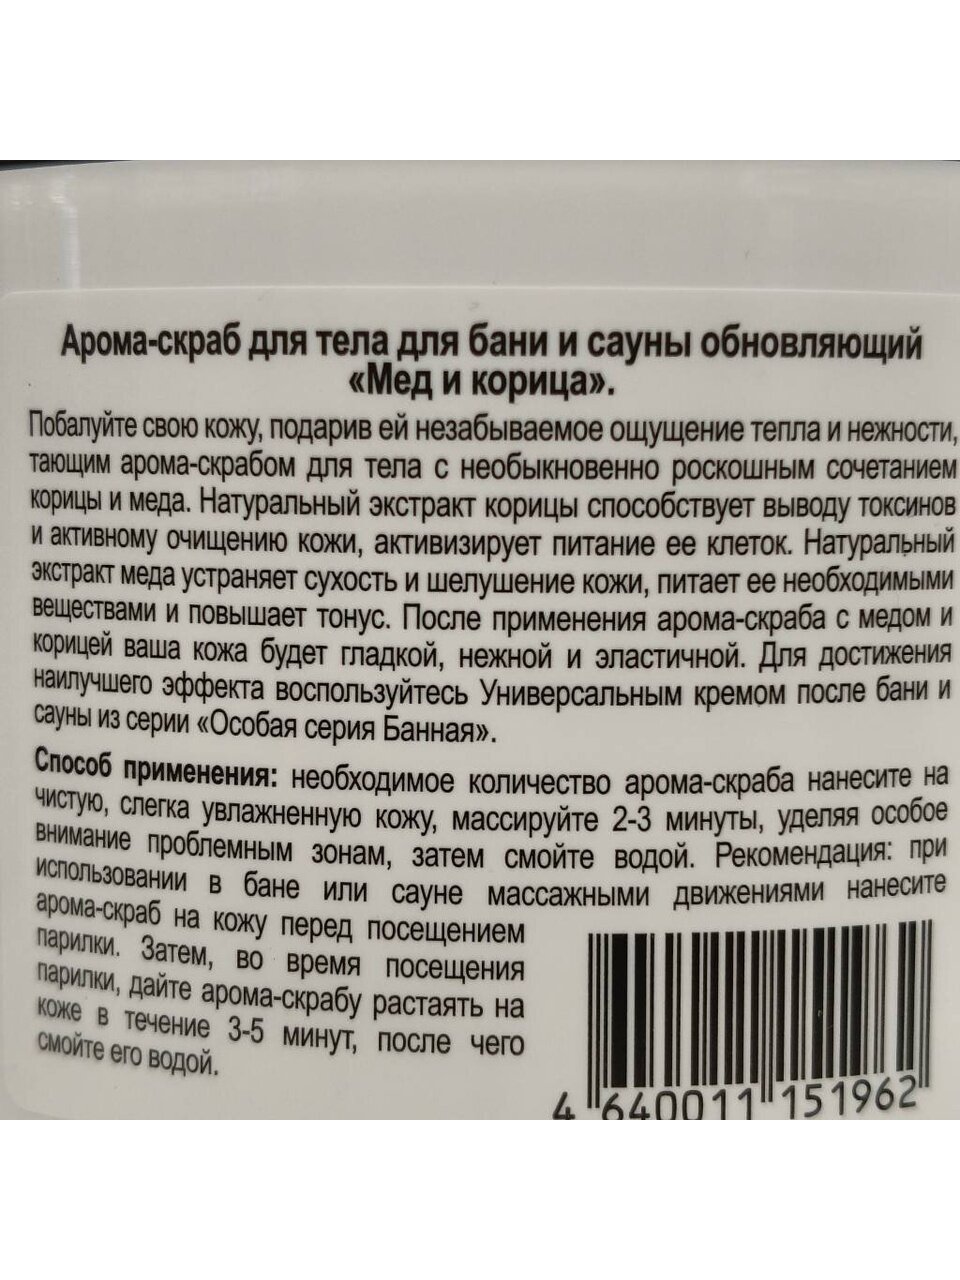 Арома-скраб для тела для бани и сауны обновляющий
«Мед и корица».
Побалуйте свою кожу, подарив ей незабываемое ощущение тепла и нежности,
тающим арома-скрабом для тела с необыкновенно роскошным сочетанием
корицы и меда. Натуральный экстракт корицы способствует выводу токсинов
и активному очищению кожи, активизирует питание ее клеток. Натуральный
экстракт меда устраняет сухость и шелушение кожи, питает ее необходимыми
веществами и повышает тонус. После применения арома-скраба с медом и
корицей ваша кожа будет гладкой, нежной и эластичной. Для достижения
наилучшего эффекта воспользуйтесь Универсальным кремом после бани и
сауны из серии «Особая серия Банная».
Способ применения: необходимое количество арома-скраба нанесите на
чистую, слегка увлажненную кожу, массируйте 2-3 минуты, уделяя особое
внимание проблемным зонам, затем смойте водой. Рекомендация: при
использовании в бане или сауне массажными движениями нанесите
арома-скраб на кожу перед посещением
парилки. Затем, во время посещения
парилки, дайте арома-скрабу растаять на
коже в течение 3-5 минут, после чего
смойте его водой.
4 640011 151962